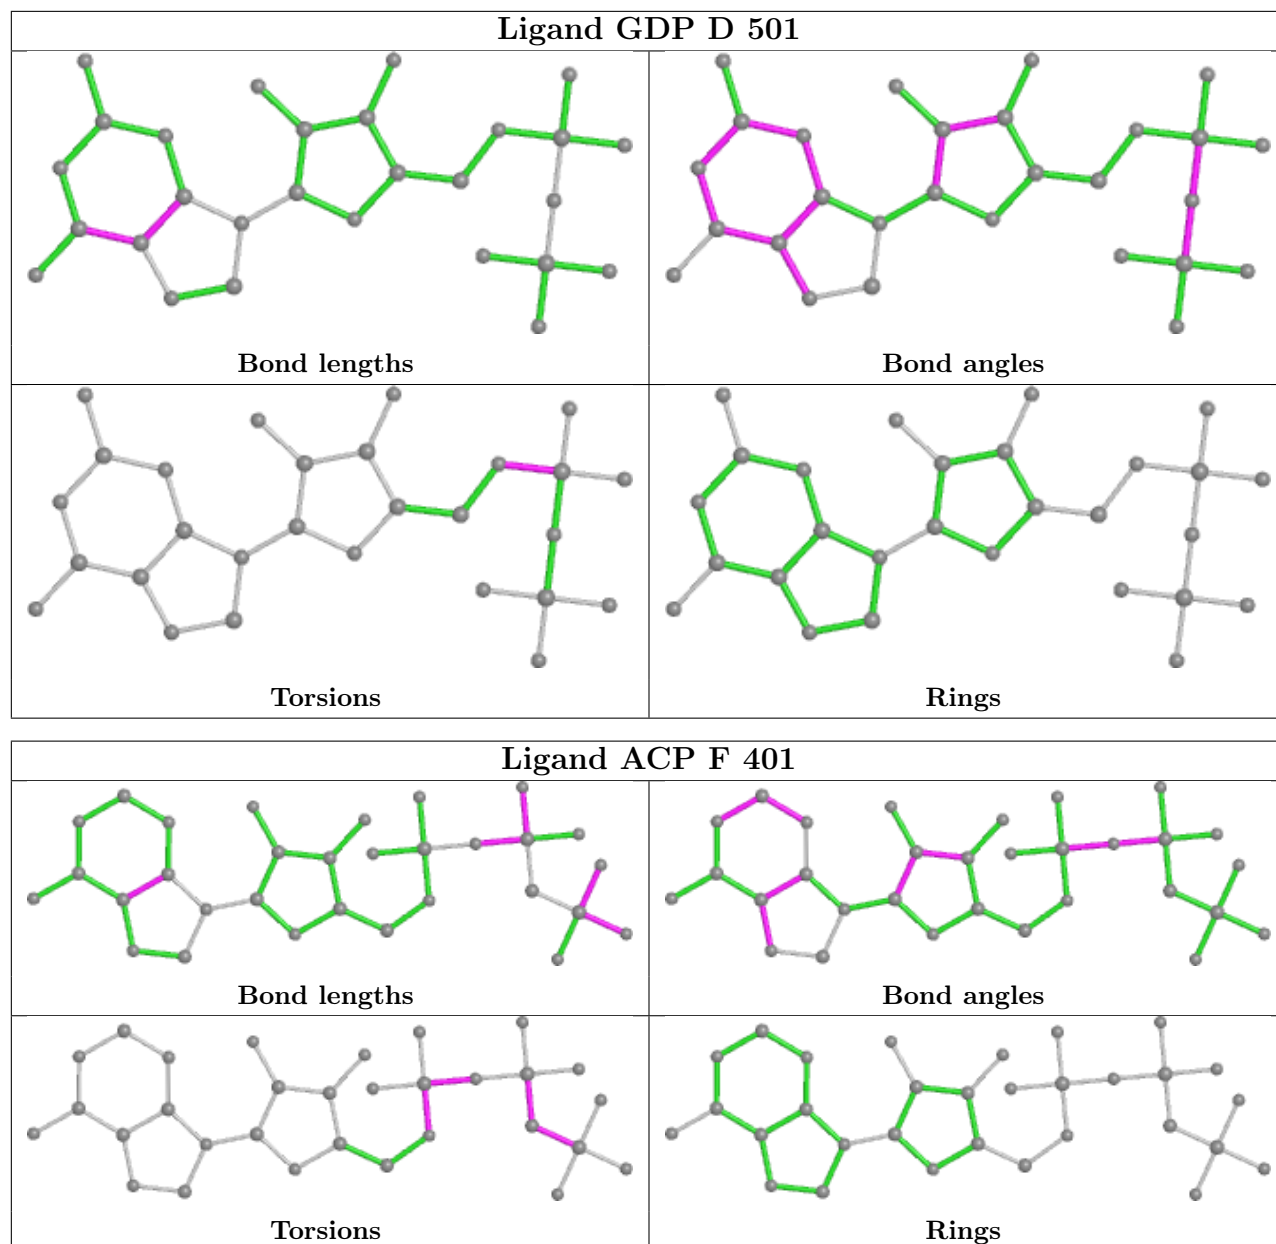 Ligand GDP D 501
Bond lengths
Bond angles
Torsions
Rings
Ligand ACP F 401
Bond lengths
Bond angles
Torsions
Rings